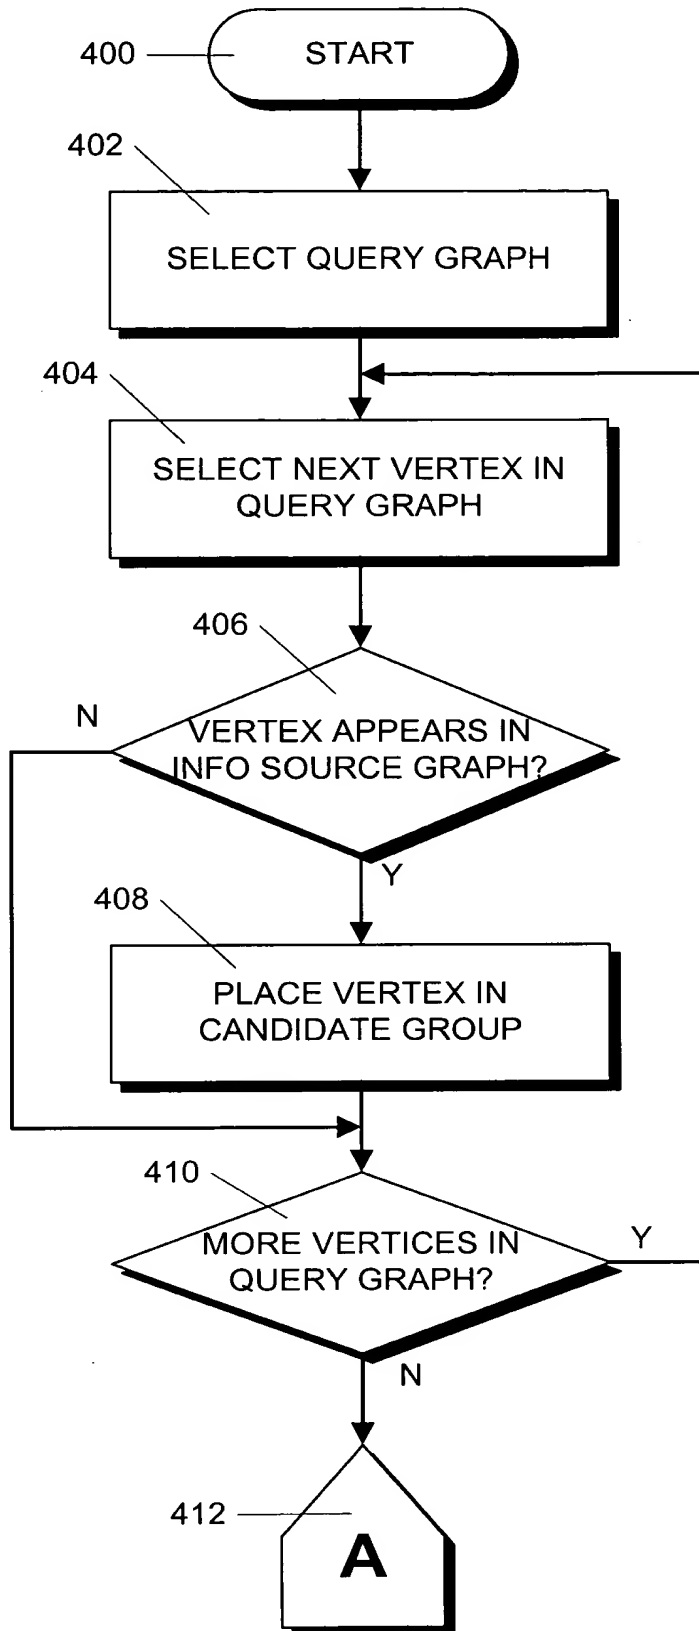 400
START
402
SELECT QUERY GRAPH
404
SELECT NEXT VERTEX IN
QUERY GRAPH
406
N
VERTEX APPEARS IN
INFO SOURCE GRAPH?
Y
408
PLACE VERTEX IN
CANDIDATE GROUP
410
MORE VERTICES IN
QUERY GRAPH?
Y
N
412
A